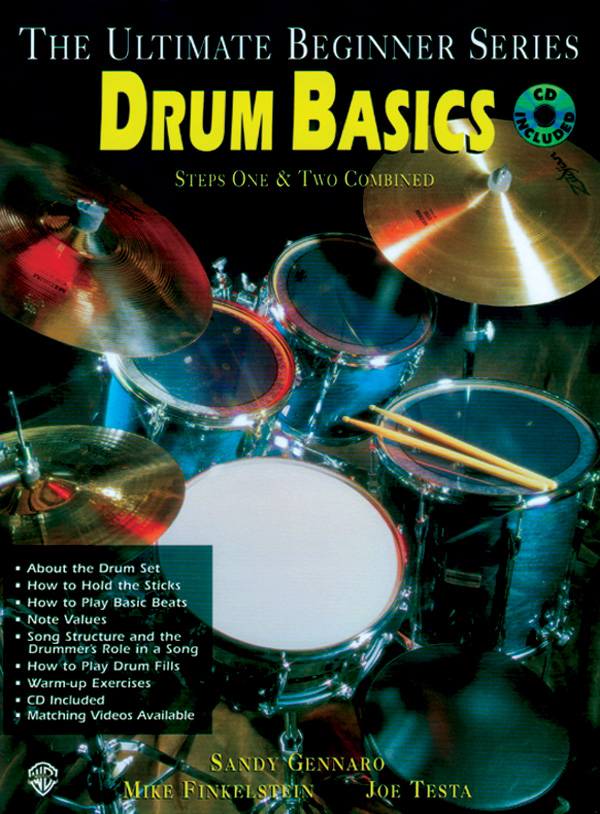 THE ULTIMATE BEGINNER SERIES
DRUM BASICS
CD
INCLUDED
STEPS ONE & TWO COMBINED
Zildjian
▪ About the Drum Set
▪ How to Hold the Sticks
▪ How to Play Basic Beats
▪ Note Values
▪ Song Structure and the
Drummer's Role in a Song
▪ How to Play Drum Fills
▪ Warm-up Exercises
▪ CD Included
▪ Matching Videos Available
SANDY GENNARO
MIKE FINKELSTEIN JOE TESTA